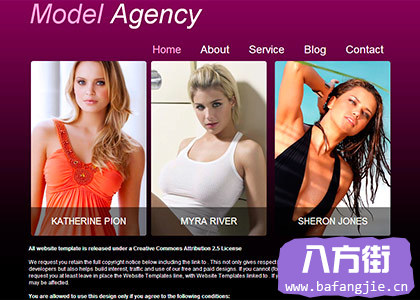 Model Agency
Home About Service Blog Contact
KATHERINE PION
MYRA RIVER
SHERON JONES
All website template is released under a Creative Commons Attribution 2.5 License
We request you retain the full copyright notice below including the link to . This not only gives respect
developers but also helps build interest, traffic and use of our free and paid designs. If you cannot (for
request you at least leave in place the Website Templates line, with Website Templates linked to . If y
may be affected.
You are allowed to use this design only if you agree to the following conditions:
八方街
www.bafangjie.cn